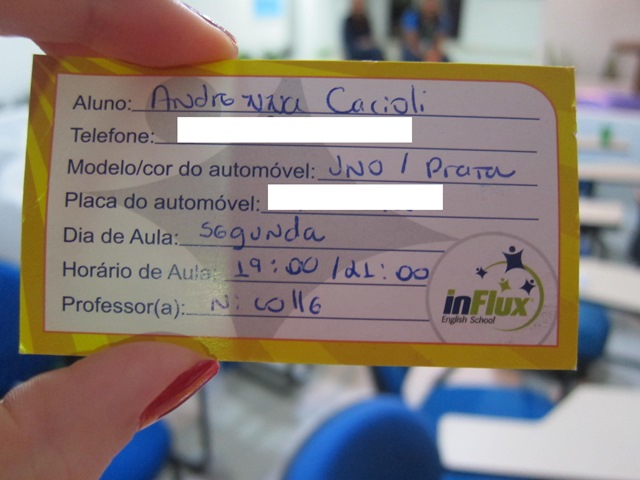 Aluno: Andrenna Cacioli
Telefone:
Modelo/cor do automóvel: UNO / Prata
Placa do automóvel:
Dia de Aula: Segunda
Horário de Aula: 19:00 / 21:00
Professor(a): Nicolle
inFlux
English School